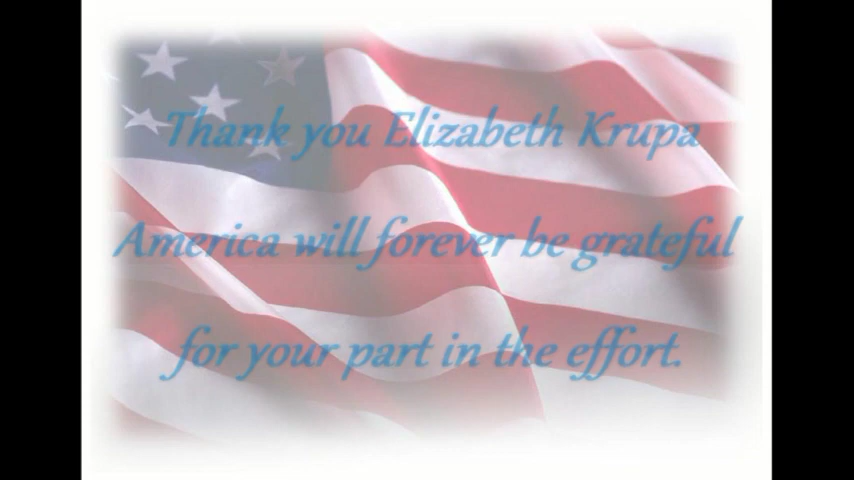 Thank you Elizabeth Krupa
America will forever be grateful
for your part in the effort.